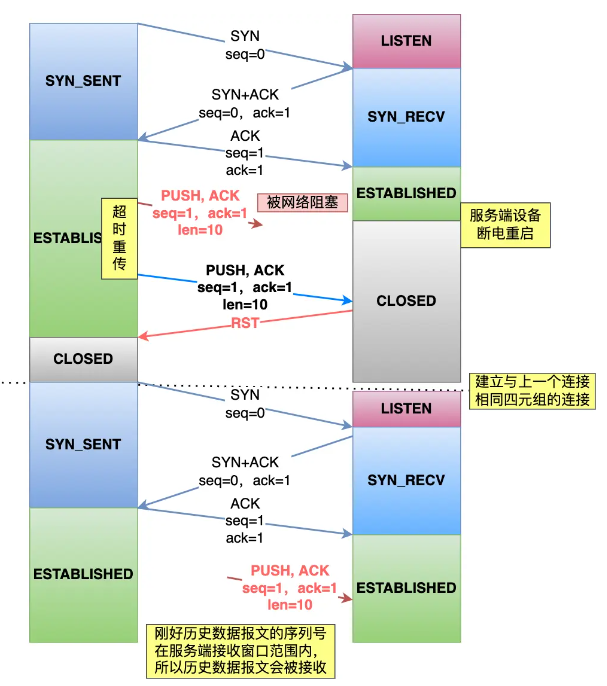 SYN
seq=0
LISTEN
SYN_SENT
SYN+ACK
seq=0，ack=1
SYN_RECV
ACK
seq=1
ack=1
PUSH, ACK
seq=1，ack=1
len=10
被网络阻塞
ESTABLISHED
服务端设备
断电重启
超
时
重
传
ESTABLIS
PUSH, ACK
seq=1，ack=1
len=10
CLOSED
RST
CLOSED
建立与上一个连接
相同四元组的连接
SYN
seq=0
LISTEN
SYN_SENT
SYN+ACK
seq=0，ack=1
SYN_RECV
ACK
seq=1
ack=1
ESTABLISHED
PUSH, ACK
seq=1，ack=1
len=10
ESTABLISHED
刚好历史数据报文的序列号
在服务端接收窗口范围内，
所以历史数据报文会被接收